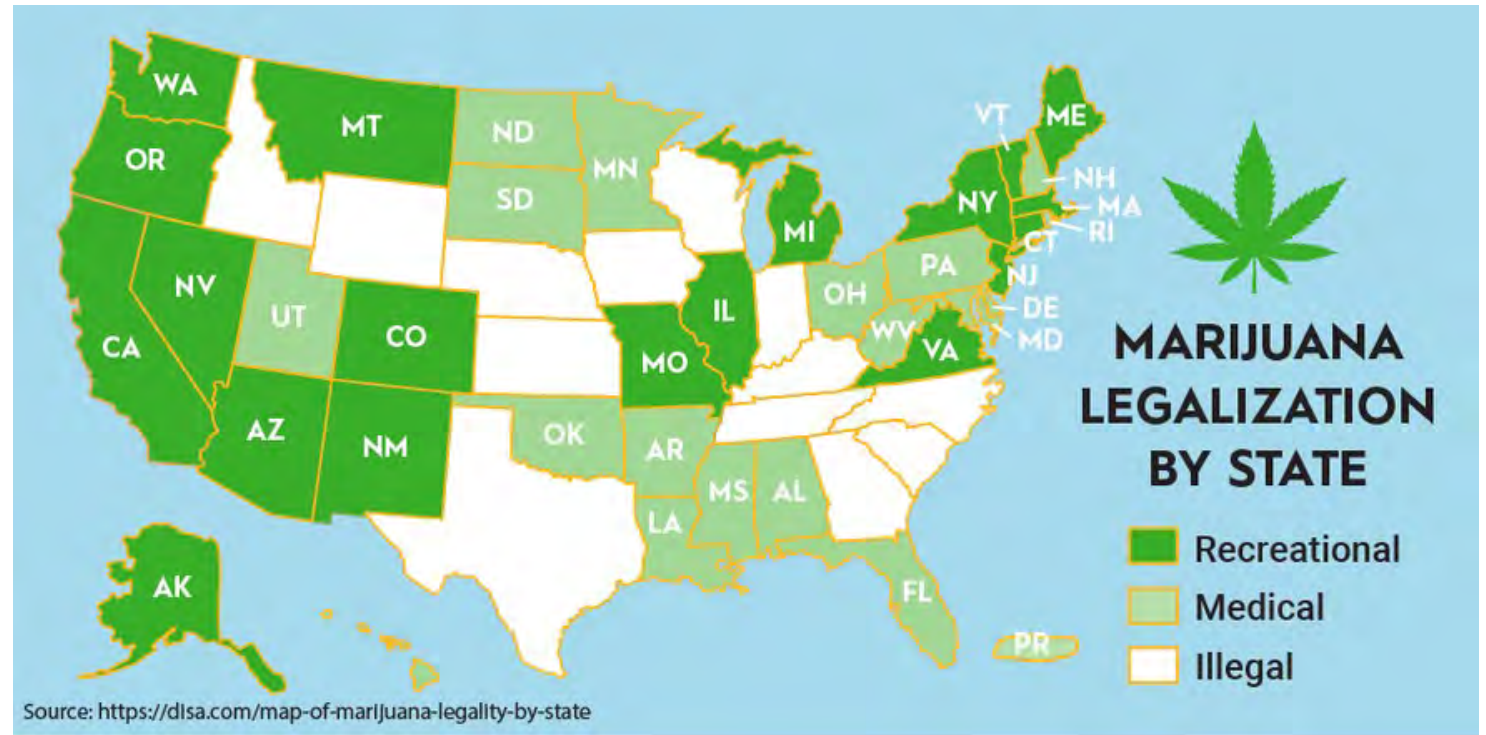 WA
MT
ND
MN
VT
ME
OR
SD
NH
NY
MA
MI
RI
CT
NV
PA
NJ
UT
IL
OH
DE
CA
CO
WV
MD
VA
MO
AZ
NM
OK
AR
MS
AL
LA
AK
FL
PR
MARIJUANA
LEGALIZATION
BY STATE
Recreational
Medical
Illegal
Source: https://disa.com/map-of-marijuana-legality-by-state